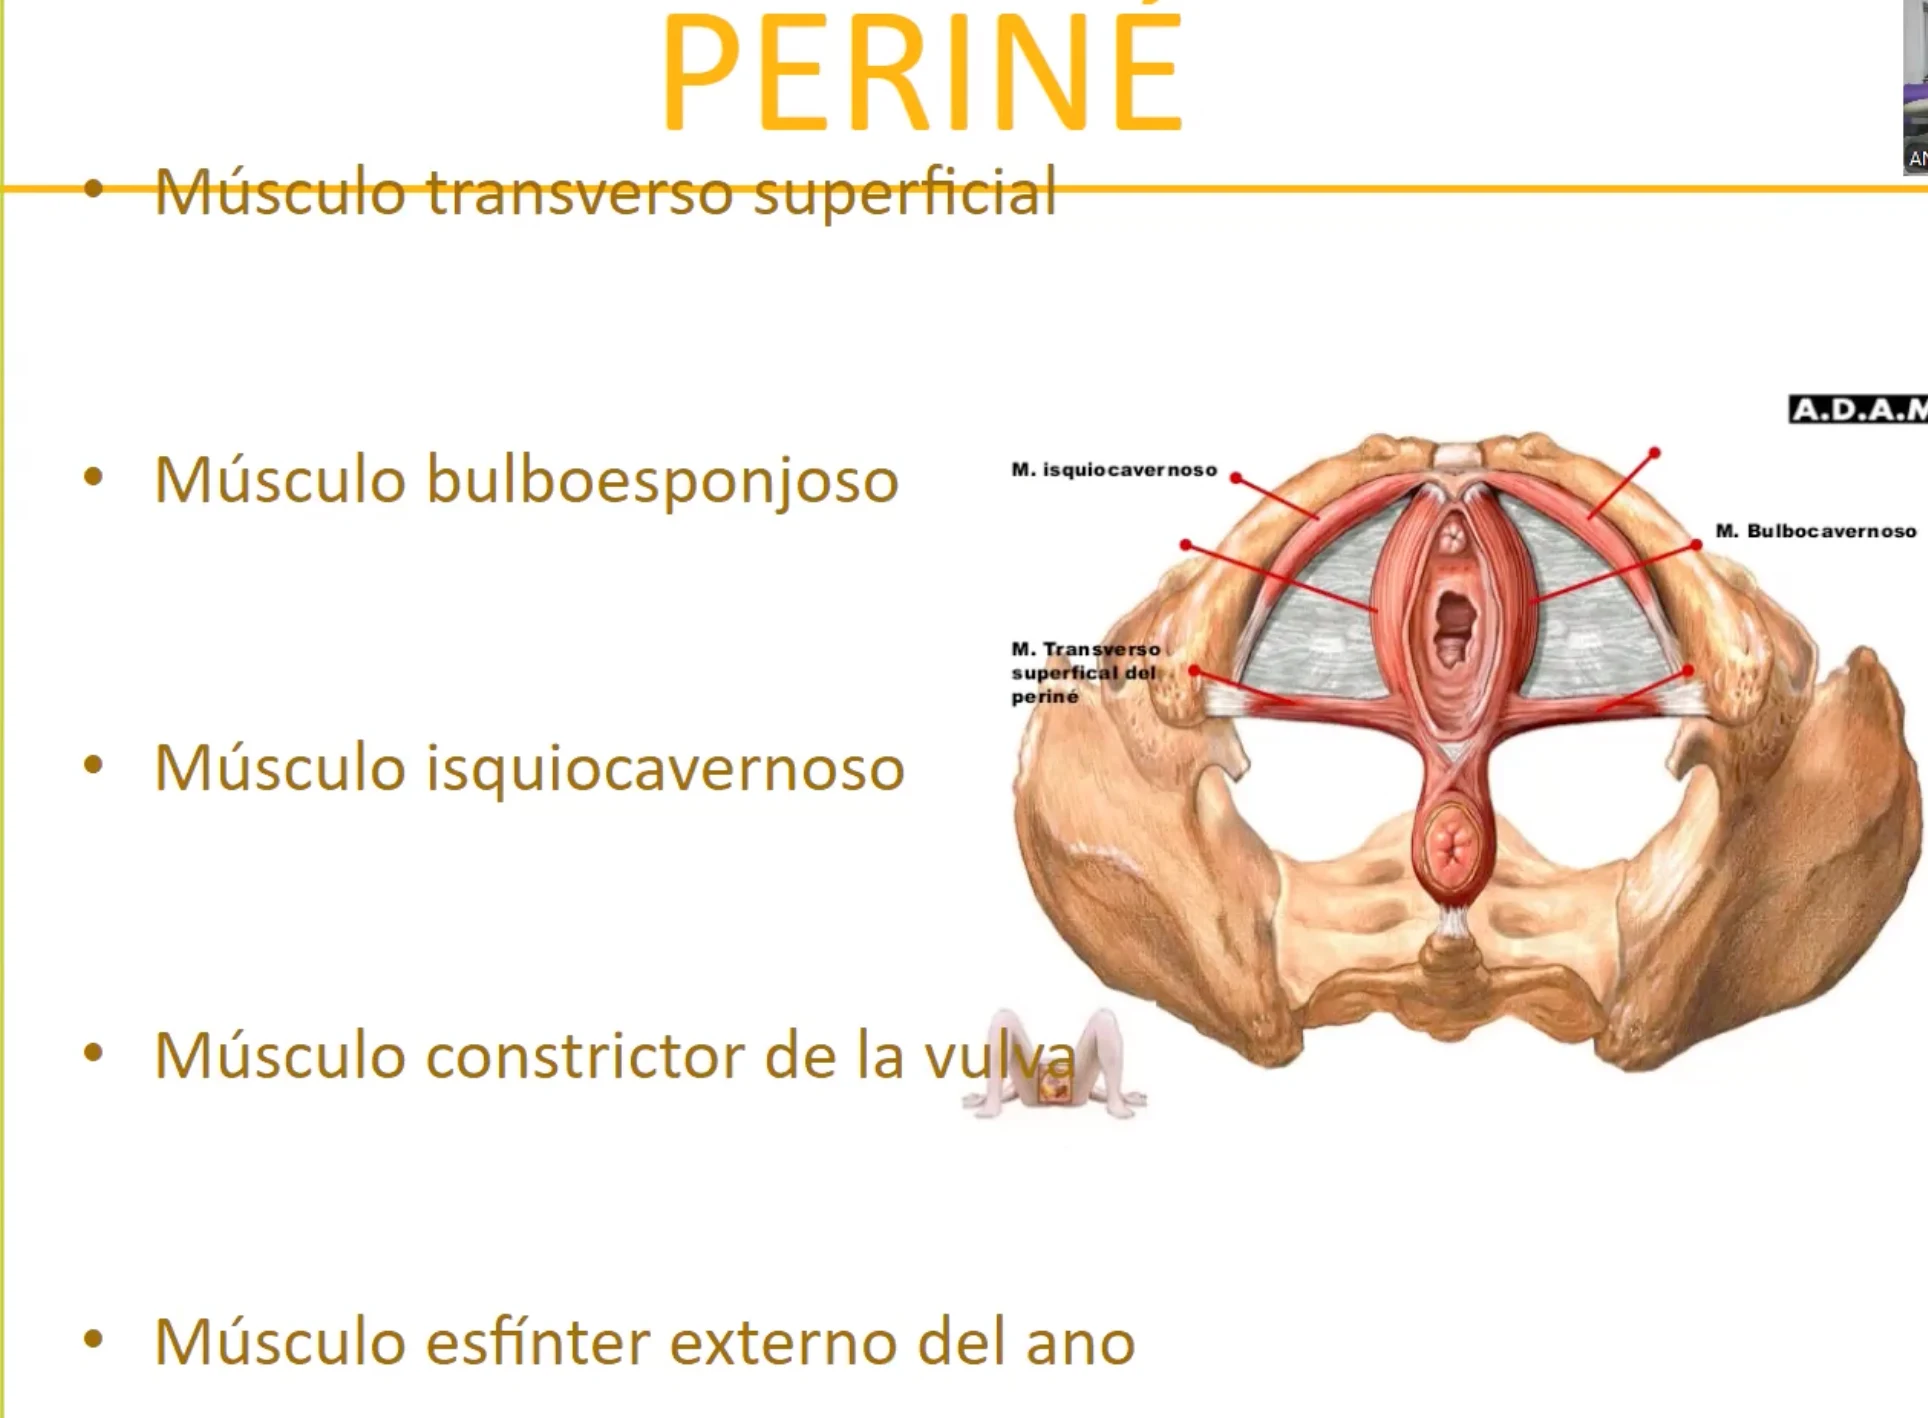 PERINÉ
• Músculo transverso superficial
• Músculo bulboesponjoso
• Músculo isquiocavernoso
• Músculo constrictor de la vulva
• Músculo esfínter externo del ano
A.D.A.M
M. isquiocavernoso
M. Bulbocavernoso
M. Transverso
superfical del
periné
AN